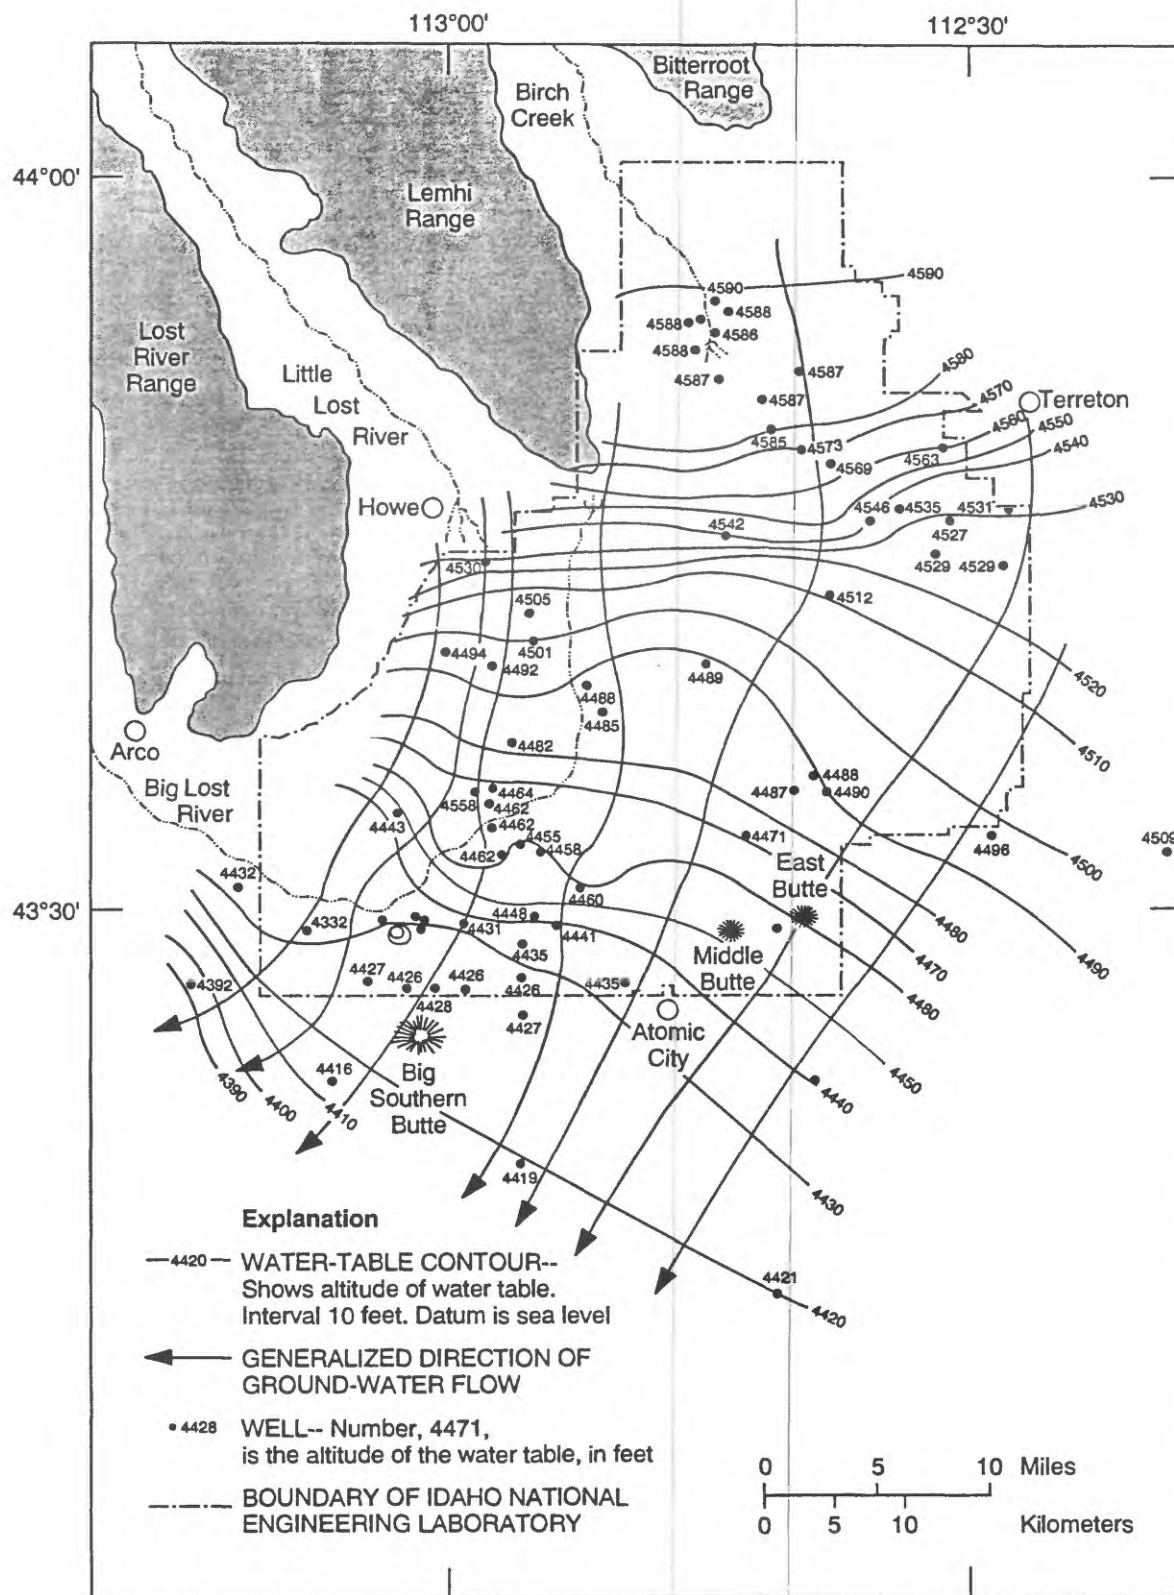 113°00'
112°30'
Bitterroot
Range
Birch
Creek
44°00'
Lemhi
Range
4590
4590
4588
4588
4586
4588
Lost
River
Range
4587
4587
4580
Little
Lost
River
4587
4570
Terreton
4560
4550
4585
4573
4540
4569
4563
Howe
4546
4535
4531
4530
4542
4527
4530
4529
4529
4505
4512
4494
4501
4492
4489
4520
4488
4485
Arco
4482
4510
Big Lost
River
4558
4464
4488
4487
4490
4462
4443
4462
4455
4471
4496
4509
4462
4458
East
Butte
4500
4432
43°30'
4460
4332
4448
4431
4441
4480
4490
4435
Middle
Butte
4470
4392
4427
4426
4426
4426
4435
4480
4428
4427
Atomic
City
4416
Big
Southern
Butte
4450
4390
4400
4410
4440
4419
4430
Explanation
4421
4420
4420 WATER-TABLE CONTOUR--
Shows altitude of water table.
Interval 10 feet. Datum is sea level
GENERALIZED DIRECTION OF
GROUND-WATER FLOW
4428 WELL-- Number, 4471,
is the altitude of the water table, in feet
BOUNDARY OF IDAHO NATIONAL
ENGINEERING LABORATORY
0 5 10 Miles
0 5 10 Kilometers